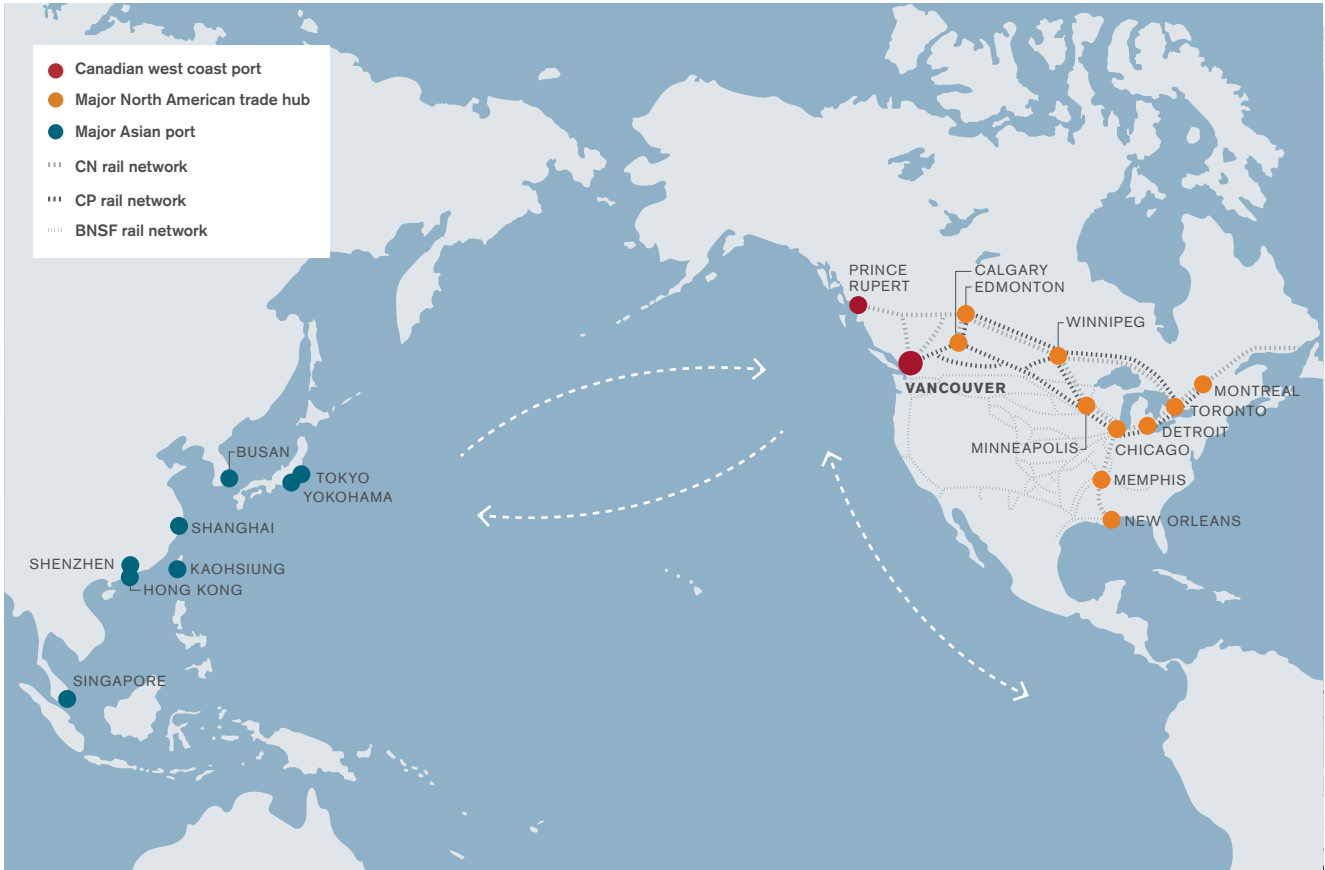 Canadian west coast port
Major North American trade hub
Major Asian port
CN rail network
CP rail network
BNSF rail network
PRINCE
RUPERT
CALGARY
EDMONTON
WINNIPEG
VANCOUVER
MONTREAL
TORONTO
DETROIT
MINNEAPOLIS
CHICAGO
MEMPHIS
NEW ORLEANS
BUSAN
TOKYO
YOKOHAMA
SHANGHAI
SHENZHEN
KAOHSIUNG
HONG KONG
SINGAPORE